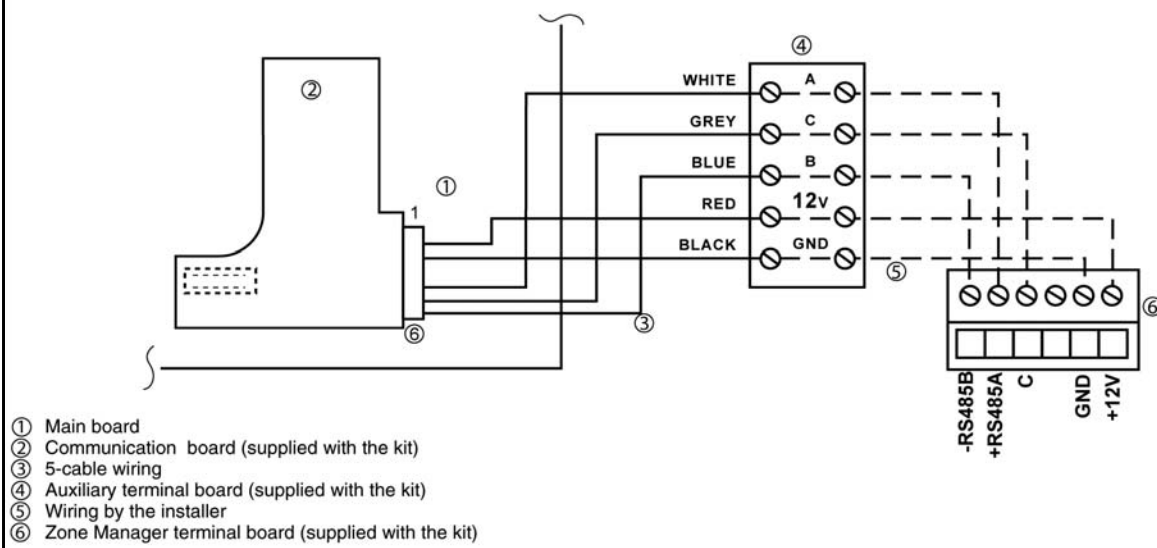 ④
WHITE A
② GREY C
BLUE B
①
1 RED 12V
BLACK GND
⑤
⑥
③
⑥
-RS485B
+RS485A
C
GND
+12V
① Main board
② Communication board (supplied with the kit)
③ 5-cable wiring
④ Auxiliary terminal board (supplied with the kit)
⑤ Wiring by the installer
⑥ Zone Manager terminal board (supplied with the kit)